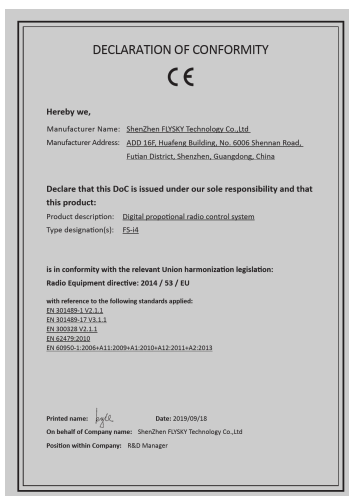 DECLARATION OF CONFORMITY
CE
Hereby we,
Manufacturer Name: ShenZhen FLYSKY Technology Co.,Ltd
Manufacturer Address: ADD 16F, Huafeng Building, No. 6006 Shennan Road,
Futian District, Shenzhen, Guangdong, China
Declare that this DoC is issued under our sole responsibility and that
this product:
Product description: Digital propotional radio control system
Type designation(s): FS-i4
is in conformity with the relevant Union harmonization legislation:
Radio Equipment directive: 2014 / 53 / EU
with reference to the following standards applied:
EN 301489-1 V2.1.1
EN 301489-17 V3.1.1
EN 300328 V2.1.1
EN 62479:2010
EN 60950-1:2006+A11:2009+A1:2010+A12:2011+A2:2013
Printed name: Date: 2019/09/18
On behalf of Company name: ShenZhen FLYSKY Technology Co.,Ltd
Position within Company: R&D Manager